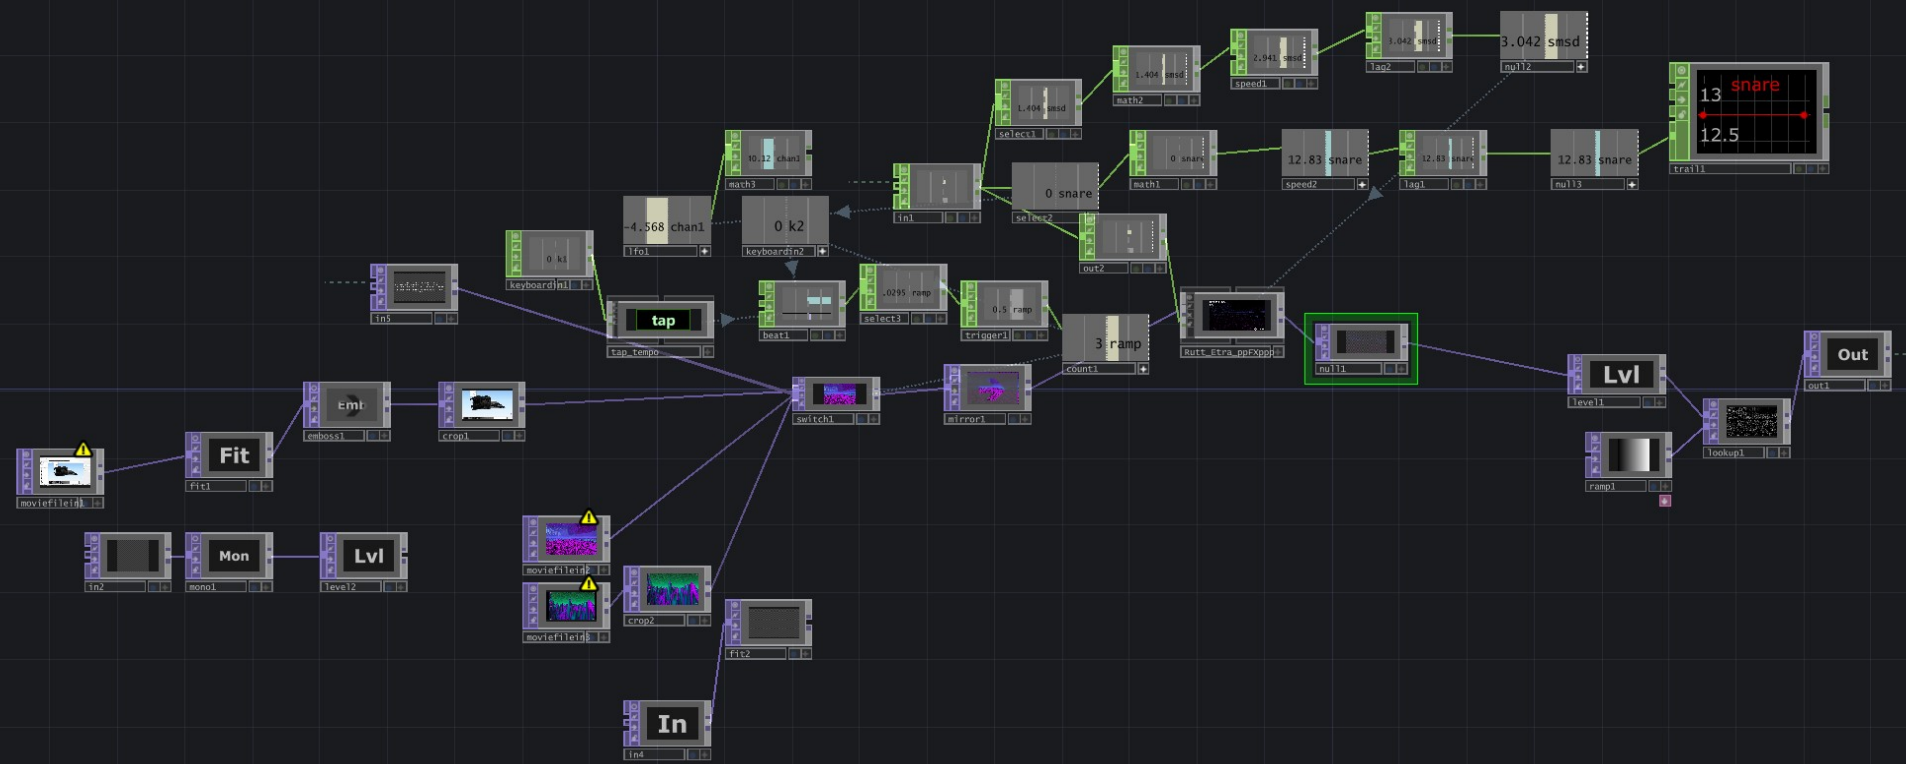 3.042 smsd
null2
3.042 smsd
lag2
2.941 smsd
speed1
1.404 smsd
math2
1.404 smsd
select1
snare
13
12.5
trail1
10.12 chan1
math3
0 snare
math1
12.83 snare
speed2
12.83 snare
lag1
12.83 snare
null3
in1
0 snare
select2
-4.568 chan1
lfo1
0 k2
keyboardin2
out2
0 k1
keyboardin1
in5
tap
tap_tempo
beat1
.0295 ramp
select3
0.5 ramp
trigger1
3 ramp
count1
Rutt_Etra_ppFXppp
null1
Lvl
level1
Out
out1
switch1
mirror1
Emb
emboss1
crop1
lookup1
ramp1
Fit
fit1
moviefilein1
in2
Mon
mono1
Lvl
level2
moviefilein2
moviefilein3
crop2
fit2
In
in4